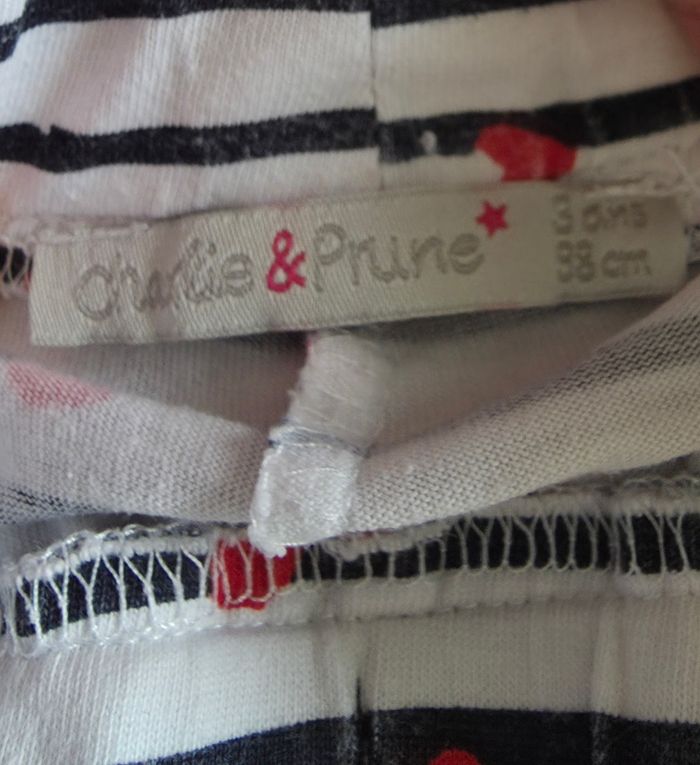 Charlie & Prune
3 ans
98 cm